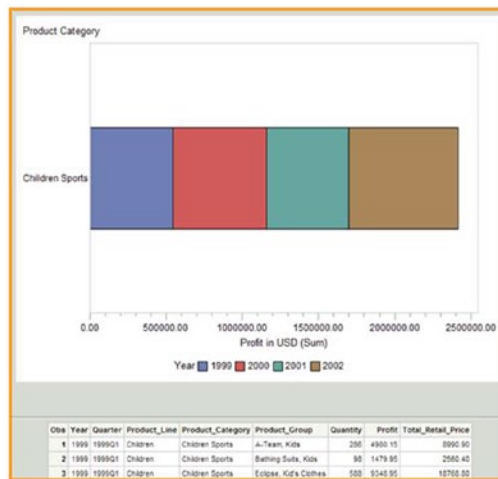 Product Category
Children Sports
0.00 500000.00 1000000.00 1500000.00 2000000.00 2500000.00
Profit in USD (Sum)
Year 1999 2000 2001 2002
Obs Year Quarter Product_Line Product_Category Product_Group Quantity Profit Total_Retail_Price
1 1999 1999Q1 Children Children Sports A-Team, Kids 286 4980.15 8990.90
2 1999 1999Q1 Children Children Sports Bathing Suits, Kids 98 1479.95 2560.40
3 1999 1999Q1 Children Children Sports Eclipse, Kid's Clothes 588 9348.95 18768.80